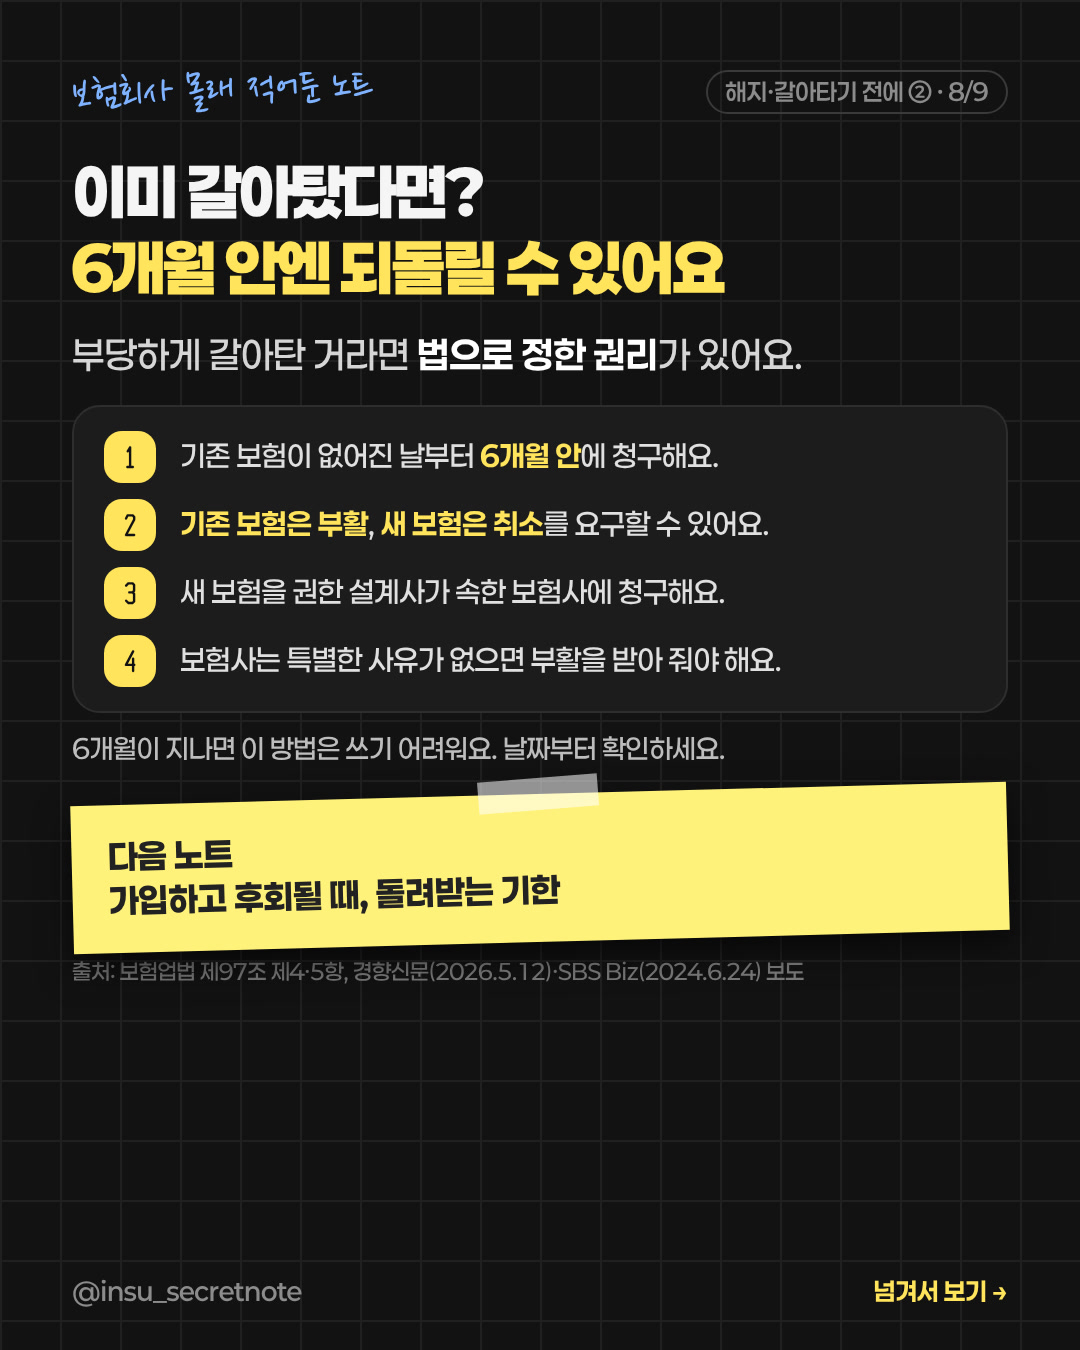 보험회사 몰래 적어둔 노트
해지·갈아타기 전에 ② · 8/9
이미 갈아탔다면?
6개월 안엔 되돌릴 수 있어요
부당하게 갈아탄 거라면 법으로 정한 권리가 있어요.
1 기존 보험이 없어진 날부터 6개월 안에 청구해요.
2 기존 보험은 부활, 새 보험은 취소를 요구할 수 있어요.
3 새 보험을 권한 설계사가 속한 보험사에 청구해요.
4 보험사는 특별한 사유가 없으면 부활을 받아 줘야 해요.
6개월이 지나면 이 방법은 쓰기 어려워요. 날짜부터 확인하세요.
다음 노트
가입하고 후회될 때, 돌려받는 기한
출처: 보험업법 제97조 제4·5항, 경향신문(2026.5.12)·SBS Biz(2024.6.24) 보도
@insu_secretnote
넘겨서 보기 →